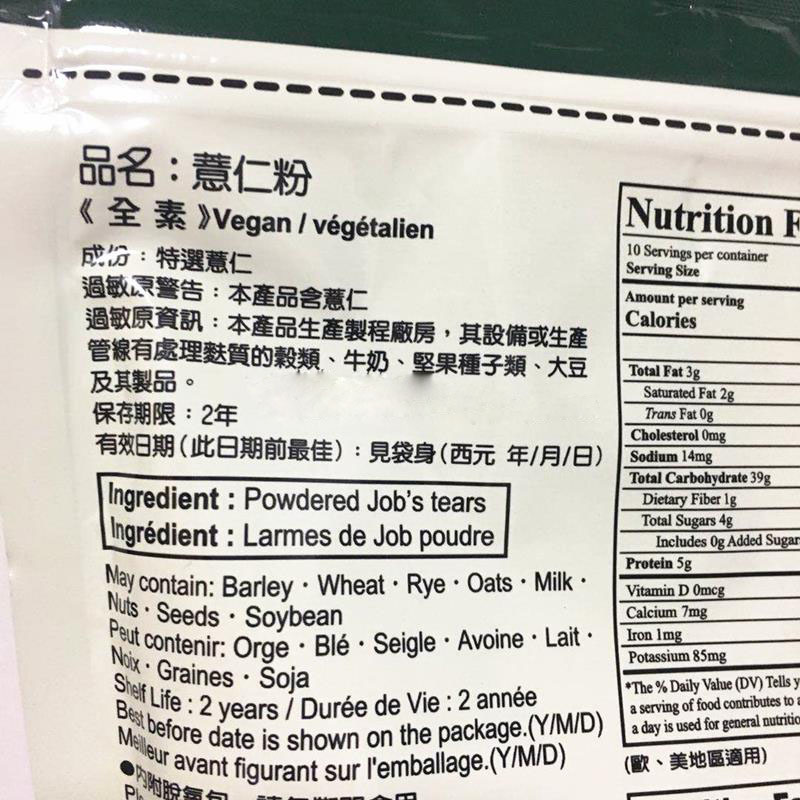 品名：薏仁粉
《全素》Vegan / végétalien
成份：特選薏仁
過敏原警告：本產品含薏仁
過敏原資訊：本產品生產製程廠房，其設備或生產
管線有處理麩質的穀類、牛奶、堅果種子類、大豆
及其製品。
保存期限：2年
有效日期(此日期前最佳)：見袋身(西元 年/月/日)
Ingredient : Powdered Job's tears
Ingrédient : Larmes de Job poudre
May contain: Barley · Wheat · Rye · Oats · Milk ·
Nuts · Seeds · Soybean
Peut contenir: Orge · Blé · Seigle · Avoine · Lait ·
Noix · Graines · Soja
Shelf Life : 2 years / Durée de Vie : 2 année
Best before date is shown on the package.(Y/M/D)
Meilleur avant figurant sur l'emballage.(Y/M/D)
●內附脫氧包
Nutrition F
10 Servings per container
Serving Size
Amount per serving
Calories
Total Fat 3g
Saturated Fat 2g
Trans Fat 0g
Cholesterol 0mg
Sodium 14mg
Total Carbohydrate 39g
Dietary Fiber 1g
Total Sugars 4g
Includes 0g Added Sugar
Protein 5g
Vitamin D 0mcg
Calcium 7mg
Iron 1mg
Potassium 85mg
*The % Daily Value (DV) Tells y
a serving of food contributes to a
a day is used for general nutritio
(歐、美地區適用)